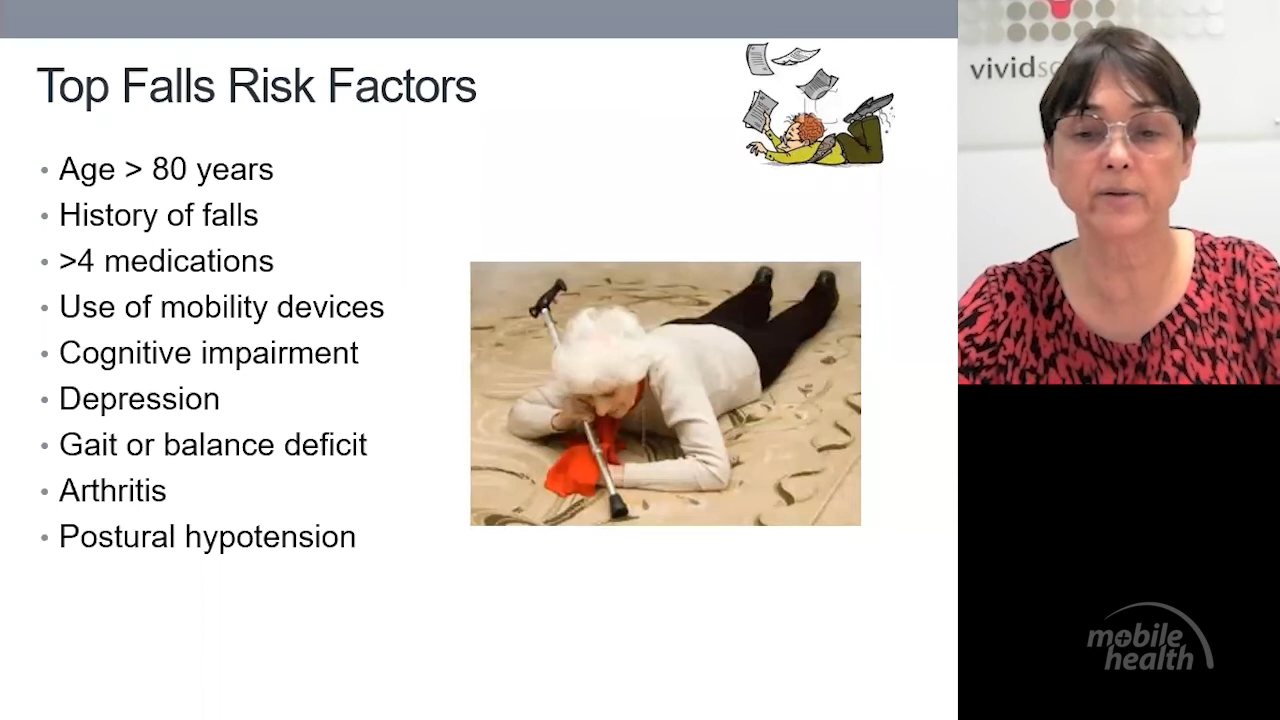 Top Falls Risk Factors
• Age > 80 years
• History of falls
• >4 medications
• Use of mobility devices
• Cognitive impairment
• Depression
• Gait or balance deficit
• Arthritis
• Postural hypotension
mobile
health